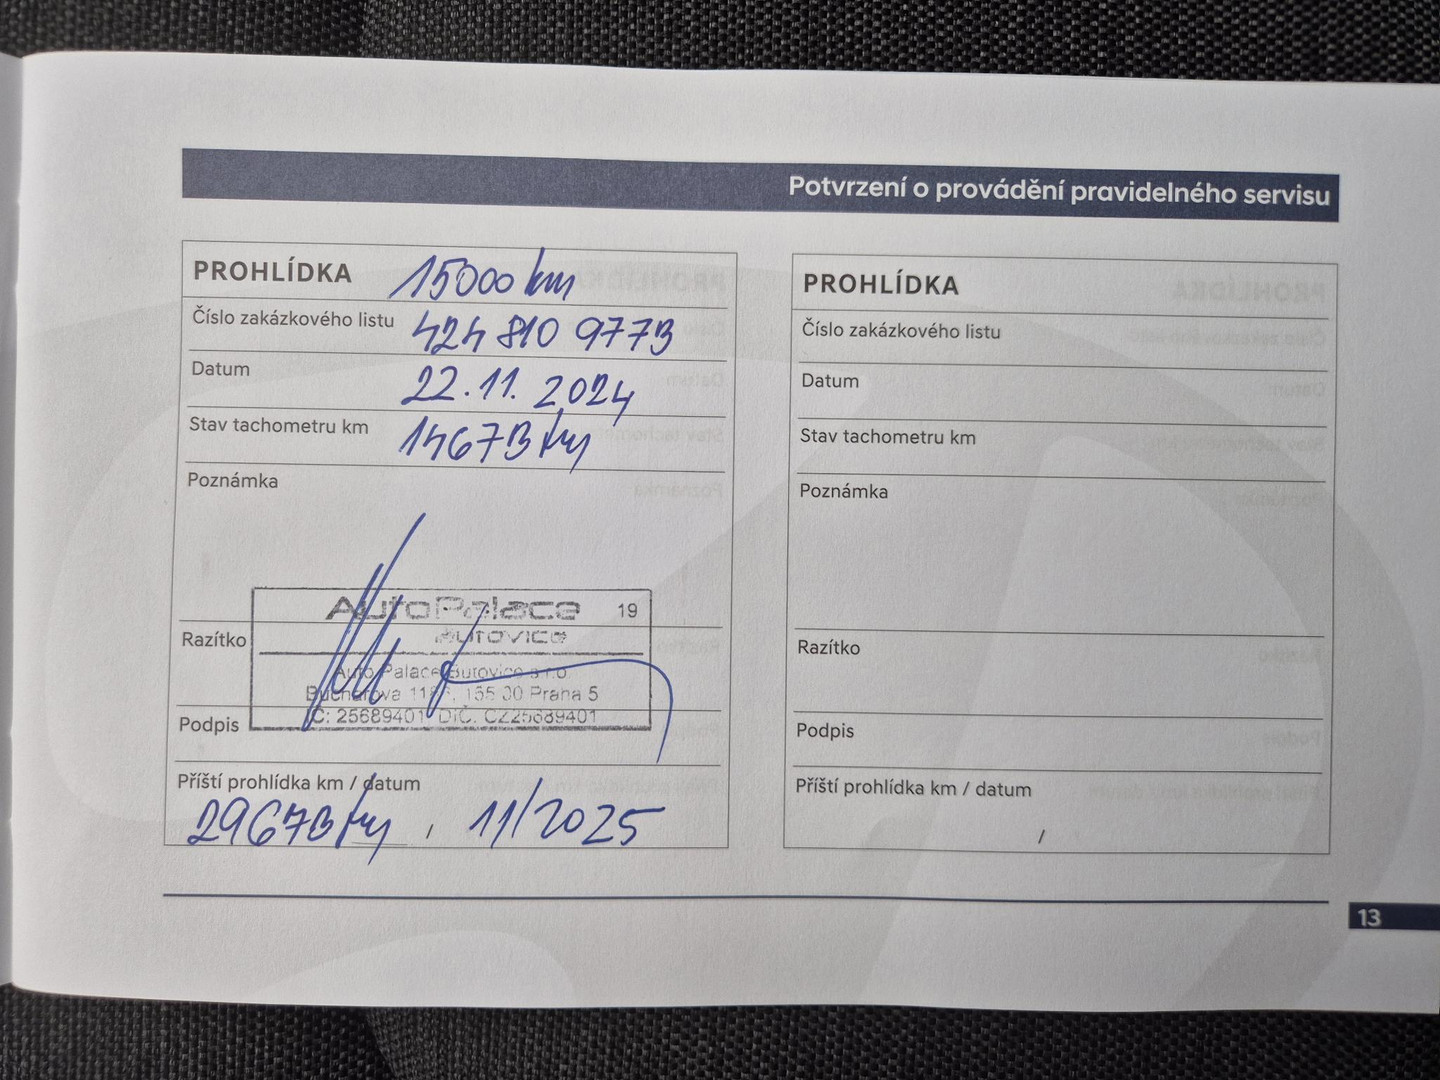 Potvrzení o provádění pravidelného servisu
PROHLÍDKA 15000 km
Číslo zakázkového listu 424 810 9773
Datum 22.11.2024
Stav tachometru km 14673 km
Poznámka
AutoPalace 19
BUTOVICE
Razítko
Auto Palace Butovice s.r.o.
Bucharova 1186, 155 00 Praha 5
IČ: 25689401, DIČ: CZ25689401
Podpis
Příští prohlídka km / datum
29673 km / 11/2025
PROHLÍDKA
Číslo zakázkového listu
Datum
Stav tachometru km
Poznámka
Razítko
Podpis
Příští prohlídka km / datum
/
13